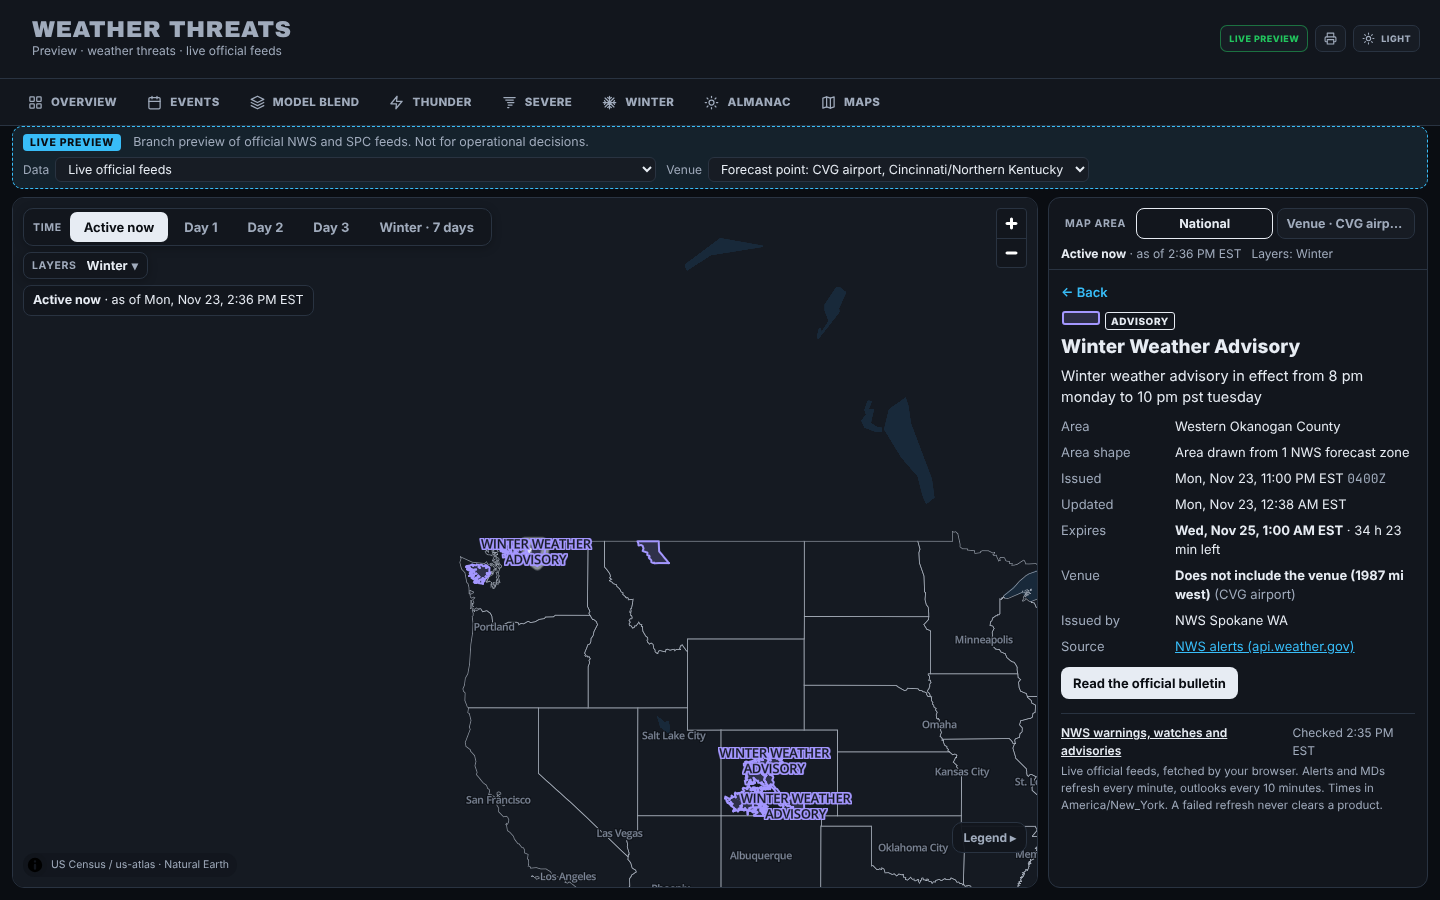 WEATHER THREATS
Preview · weather threats · live official feeds
LIVE PREVIEW
LIGHT
OVERVIEW
EVENTS
MODEL BLEND
THUNDER
SEVERE
WINTER
ALMANAC
MAPS
LIVE PREVIEW Branch preview of official NWS and SPC feeds. Not for operational decisions.
Data Live official feeds
Venue Forecast point: CVG airport, Cincinnati/Northern Kentucky
TIME Active now Day 1 Day 2 Day 3 Winter · 7 days
LAYERS Winter ▾
Active now · as of Mon, Nov 23, 2:36 PM EST
+
−
WINTER WEATHER
ADVISORY
Portland
Minneapolis
Salt Lake City
Omaha
WINTER WEATHER
ADVISORY
Kansas City
St. L
San Francisco
WINTER WEATHER
ADVISORY
Las Vegas
Legend ▸
2
Albuquerque
Oklahoma City
Mem
Los Angeles
Phoenix
US Census / us-atlas · Natural Earth
MAP AREA National Venue · CVG airp...
Active now · as of 2:36 PM EST Layers: Winter
← Back
ADVISORY
Winter Weather Advisory
Winter weather advisory in effect from 8 pm
monday to 10 pm pst tuesday
Area Western Okanogan County
Area shape Area drawn from 1 NWS forecast zone
Issued Mon, Nov 23, 11:00 PM EST 0400Z
Updated Mon, Nov 23, 12:38 AM EST
Expires Wed, Nov 25, 1:00 AM EST · 34 h 23
min left
Venue Does not include the venue (1987 mi
west) (CVG airport)
Issued by NWS Spokane WA
Source NWS alerts (api.weather.gov)
Read the official bulletin
NWS warnings, watches and
advisories
Checked 2:35 PM
EST
Live official feeds, fetched by your browser. Alerts and MDs
refresh every minute, outlooks every 10 minutes. Times in
America/New_York. A failed refresh never clears a product.